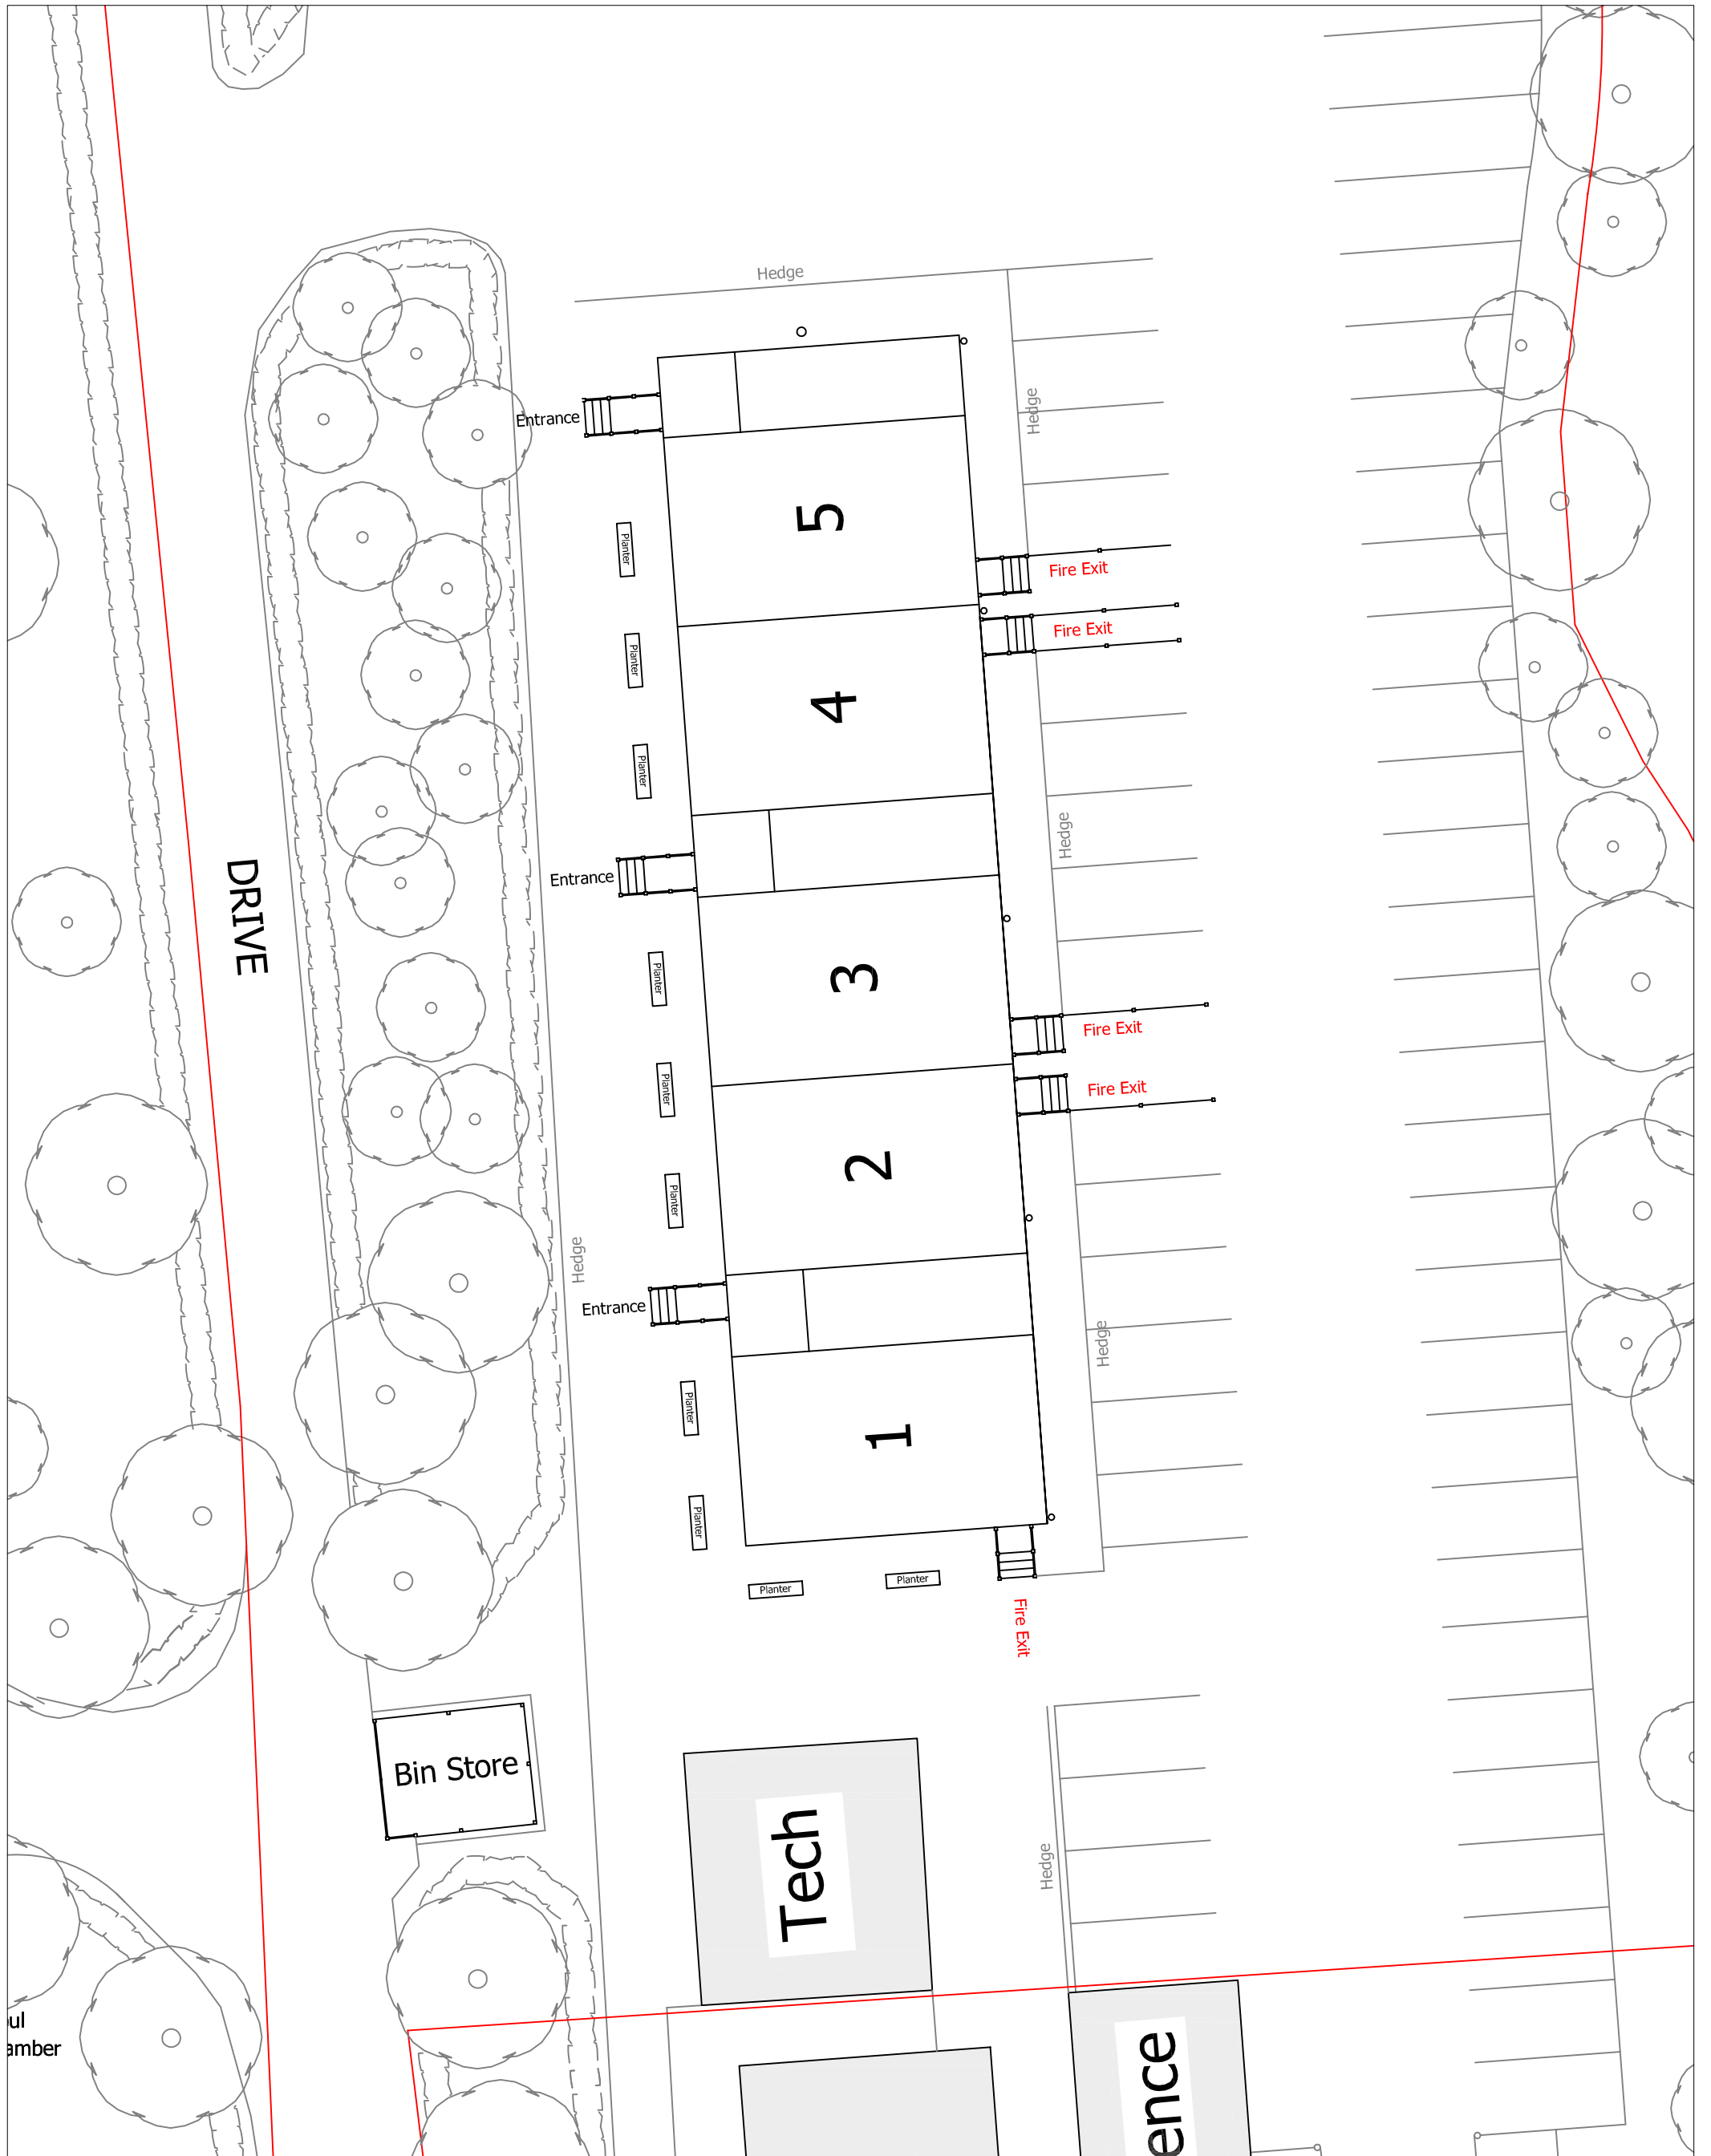 Hedge
Hedge
Entrance
5
Planter
Fire Exit
Fire Exit
Planter
4
Planter
Hedge
Entrance
DRIVE
Planter
3
Fire Exit
Planter
Fire Exit
2
Planter
Hedge
Entrance
Hedge
Planter
1
Planter
Planter
Planter
Fire Exit
Bin Store
Tech
Hedge
oul
amber
ence